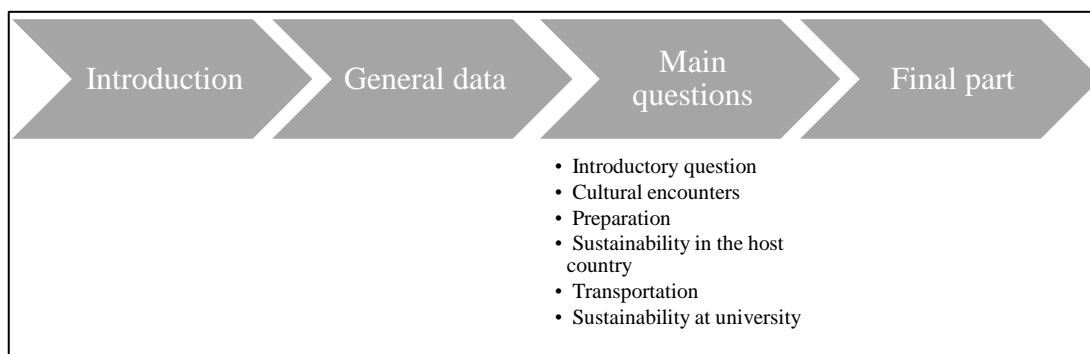 Introduction
General data
Main
questions
Final part
• Introductory question
• Cultural encounters
• Preparation
• Sustainability in the host
country
• Transportation
• Sustainability at university